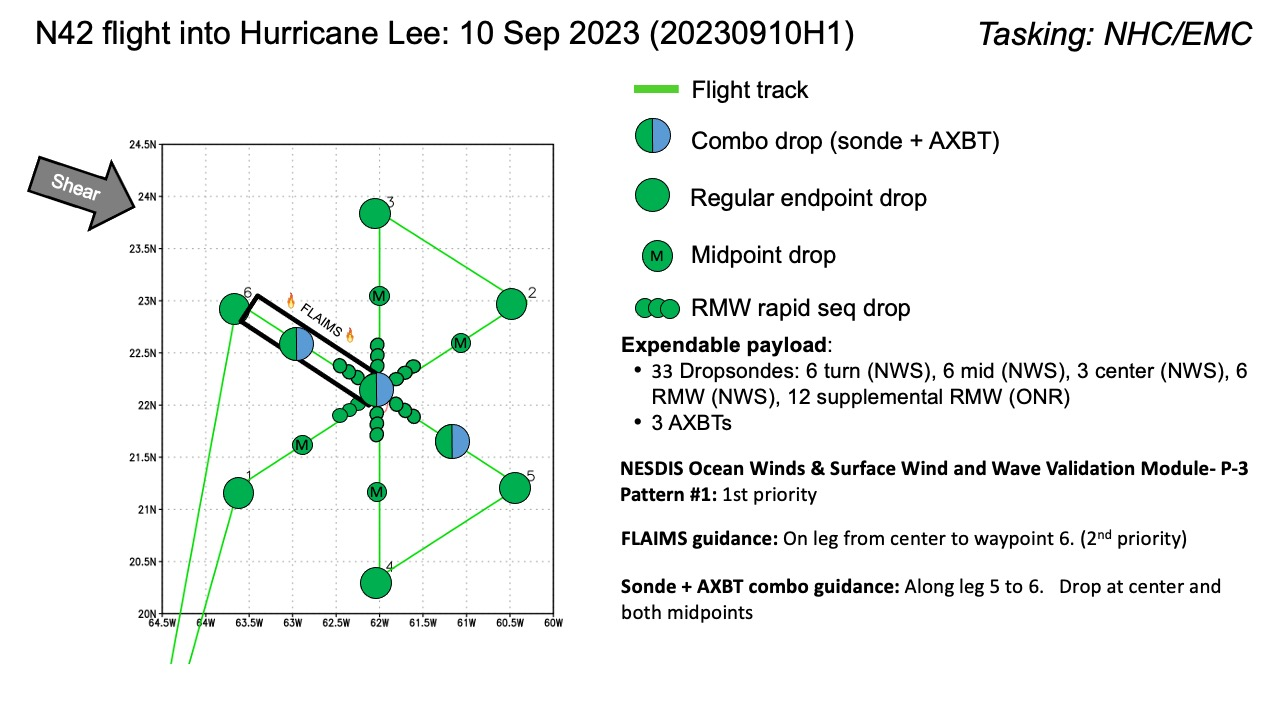 N42 flight into Hurricane Lee: 10 Sep 2023 (20230910H1)
Tasking: NHC/EMC
Flight track
Combo drop (sonde + AXBT)
Regular endpoint drop
M
Midpoint drop
RMW rapid seq drop
Expendable payload:
• 33 Dropsondes: 6 turn (NWS), 6 mid (NWS), 3 center (NWS), 6
RMW (NWS), 12 supplemental RMW (ONR)
• 3 AXBTs
NESDIS Ocean Winds & Surface Wind and Wave Validation Module- P-3
Pattern #1: 1st priority
FLAIMS guidance: On leg from center to waypoint 6. (2nd priority)
Sonde + AXBT combo guidance: Along leg 5 to 6. Drop at center and
both midpoints
Shear
24.5N
24N
23.5N
23N
22.5N
22N
21.5N
21N
20.5N
20N
64.5W 64W 63.5W 63W 62.5W 62W 61.5W 61W 60.5W 60W
3
2
6
🔥 FLAIMS 🔥
M
M
M
M
1
5
4